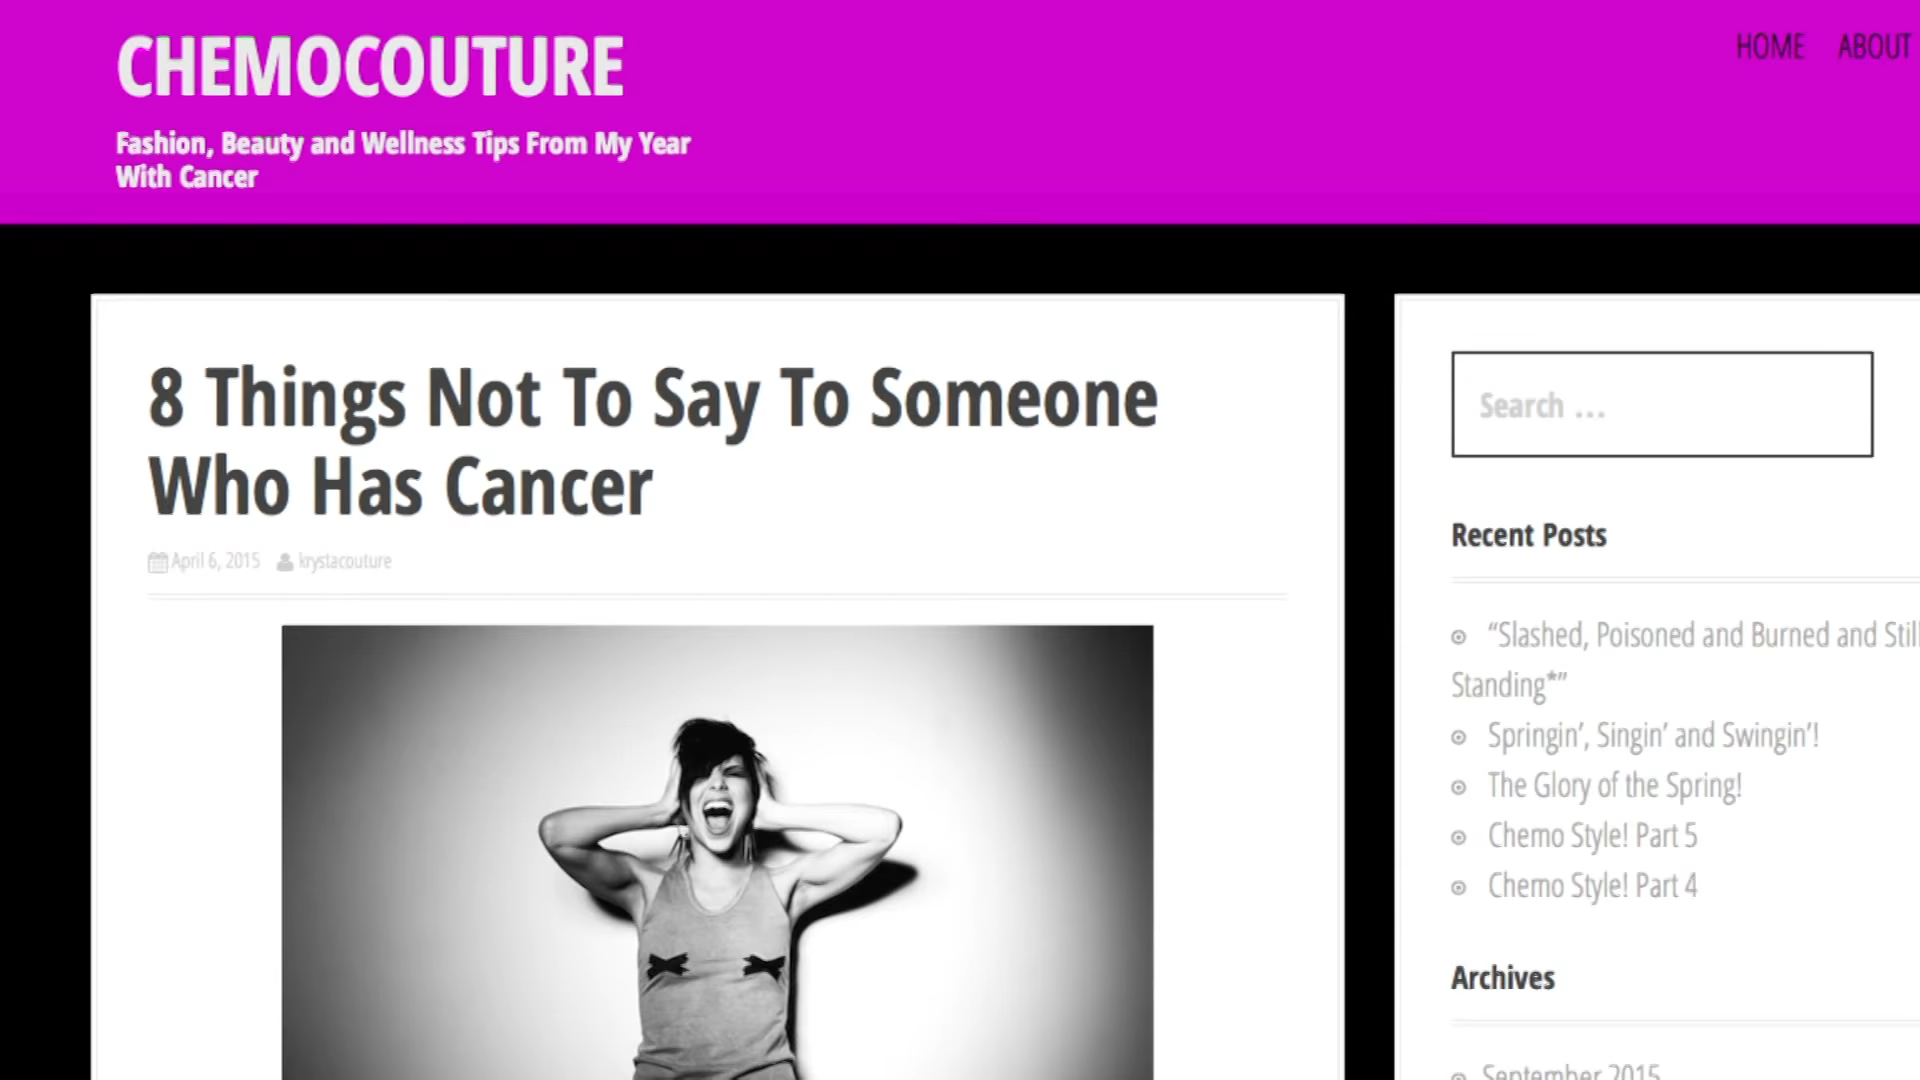 CHEMOCOUTURE
Fashion, Beauty and Wellness Tips From My Year
With Cancer
HOME ABOUT
8 Things Not To Say To Someone
Who Has Cancer
April 6, 2015 krystacouture
Search ...
Recent Posts
“Slashed, Poisoned and Burned and Still
Standing*”
Springin’, Singin’ and Swingin’!
The Glory of the Spring!
Chemo Style! Part 5
Chemo Style! Part 4
Archives
September 2015